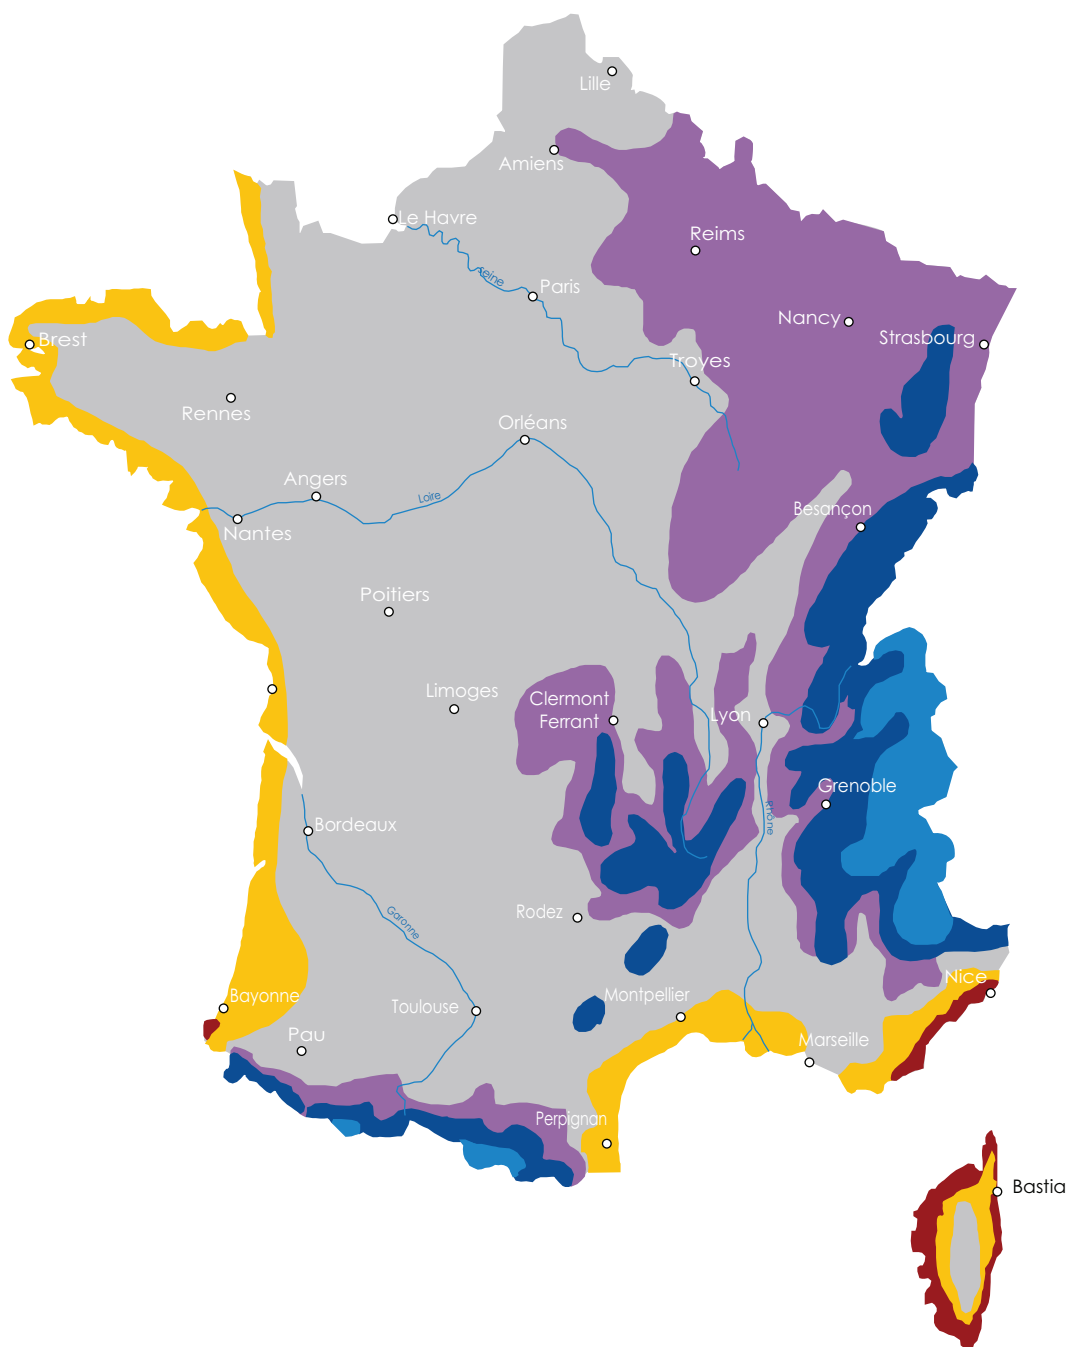 Lille
Amiens
Le Havre
Reims
Seine
Paris
Nancy
Strasbourg
Brest
Troyes
Rennes
Orléans
Angers
Loire
Besançon
Nantes
Poitiers
Limoges
Clermont
Ferrant
Lyon
Grenoble
Rhône
Bordeaux
Garonne
Rodez
Nice
Bayonne
Toulouse
Montpellier
Pau
Marseille
Perpignan
Bastia